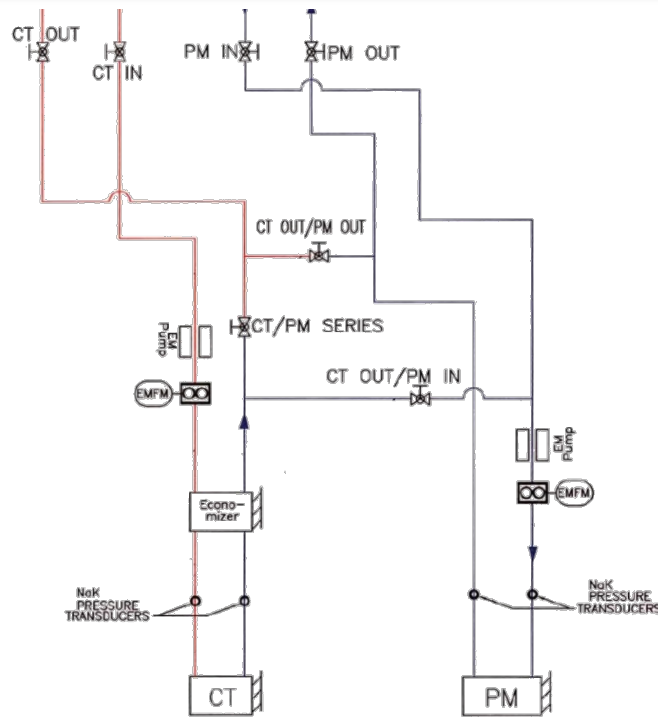 CT OUT
CT IN
PM IN
PM OUT
CT OUT/PM OUT
CT/PM SERIES
EM
Pump
EMFM
CT OUT/PM IN
EM
Pump
EMFM
Econo-
mizer
NaK
PRESSURE
TRANSDUCERS
NaK
PRESSURE
TRANSDUCERS
CT
PM